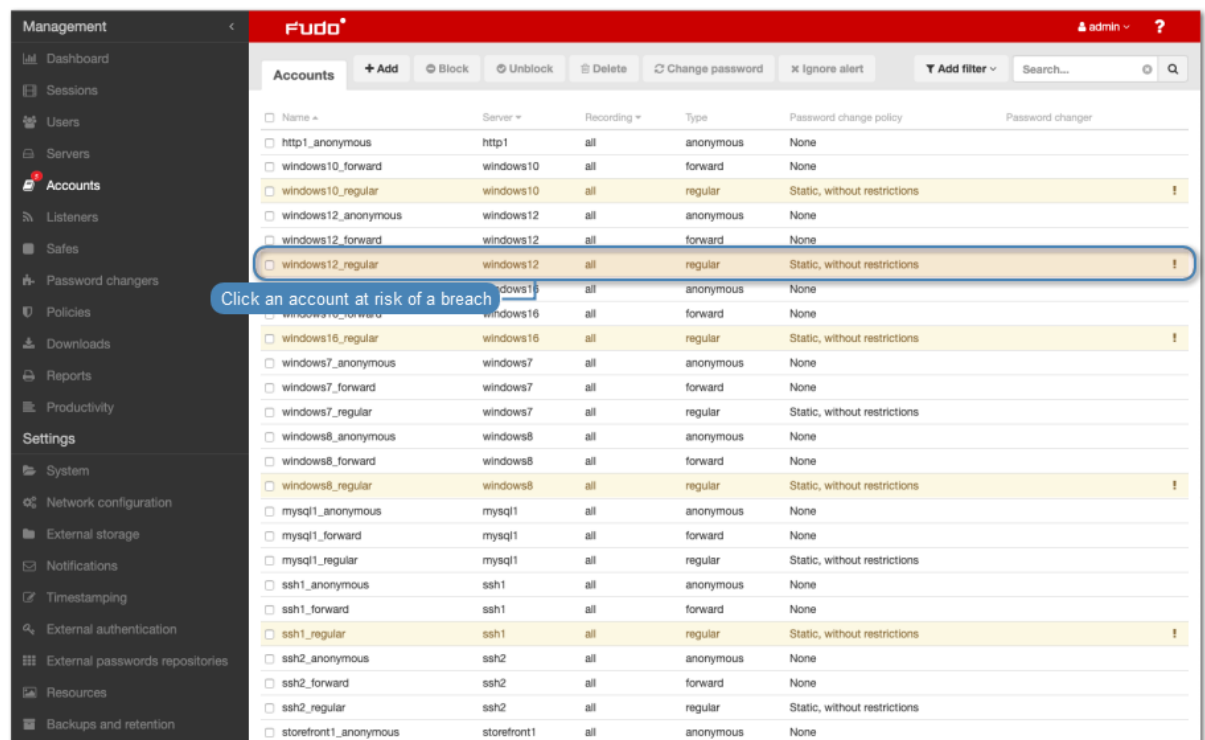 Management
FUDO
admin
?
Dashboard
Accounts
+ Add
Block
Unblock
Delete
Change password
Ignore alert
Add filter
Search...
Sessions
Users
Servers
Accounts
Listeners
Safes
Password changers
Policies
Downloads
Reports
Productivity
Settings
System
Network configuration
External storage
Notifications
Timestamping
External authentication
External passwords repositories
Resources
Backups and retention
Name Server Recording Type Password change policy Password changer
http1_anonymous http1 all anonymous None
windows10_forward windows10 all forward None
windows10_regular windows10 all regular Static, without restrictions !
windows12_anonymous windows12 all anonymous None
windows12_forward windows12 all forward None
windows12_regular windows12 all regular Static, without restrictions !
Click an account at risk of a breach
dows16 all anonymous None
windows16_forward windows16 all forward None
windows16_regular windows16 all regular Static, without restrictions !
windows7_anonymous windows7 all anonymous None
windows7_forward windows7 all forward None
windows7_regular windows7 all regular Static, without restrictions
windows8_anonymous windows8 all anonymous None
windows8_forward windows8 all forward None
windows8_regular windows8 all regular Static, without restrictions !
mysql1_anonymous mysql1 all anonymous None
mysql1_forward mysql1 all forward None
mysql1_regular mysql1 all regular Static, without restrictions
ssh1_anonymous ssh1 all anonymous None
ssh1_forward ssh1 all forward None
ssh1_regular ssh1 all regular Static, without restrictions !
ssh2_anonymous ssh2 all anonymous None
ssh2_forward ssh2 all forward None
ssh2_regular ssh2 all regular Static, without restrictions
storefront1_anonymous storefront1 all anonymous None